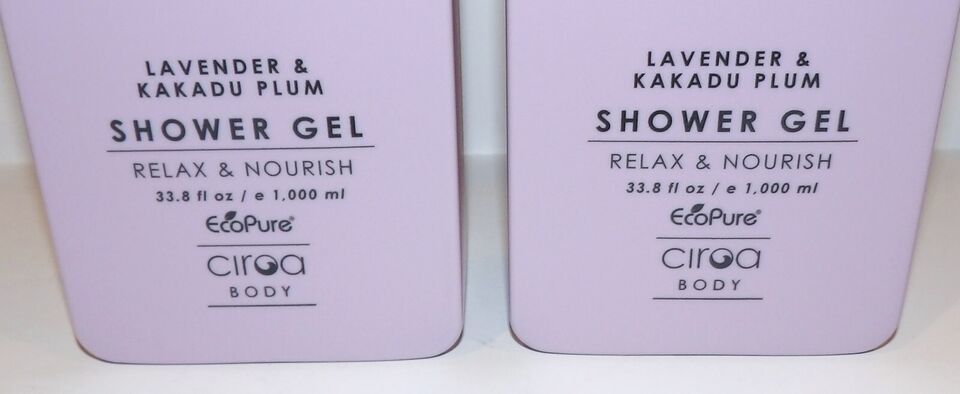 LAVENDER &
KAKADU PLUM
SHOWER GEL
RELAX & NOURISH
33.8 fl oz / e 1,000 ml
EcoPure®
ciroa
BODY
LAVENDER &
KAKADU PLUM
SHOWER GEL
RELAX & NOURISH
33.8 fl oz / e 1,000 ml
EcoPure®
ciroa
BODY